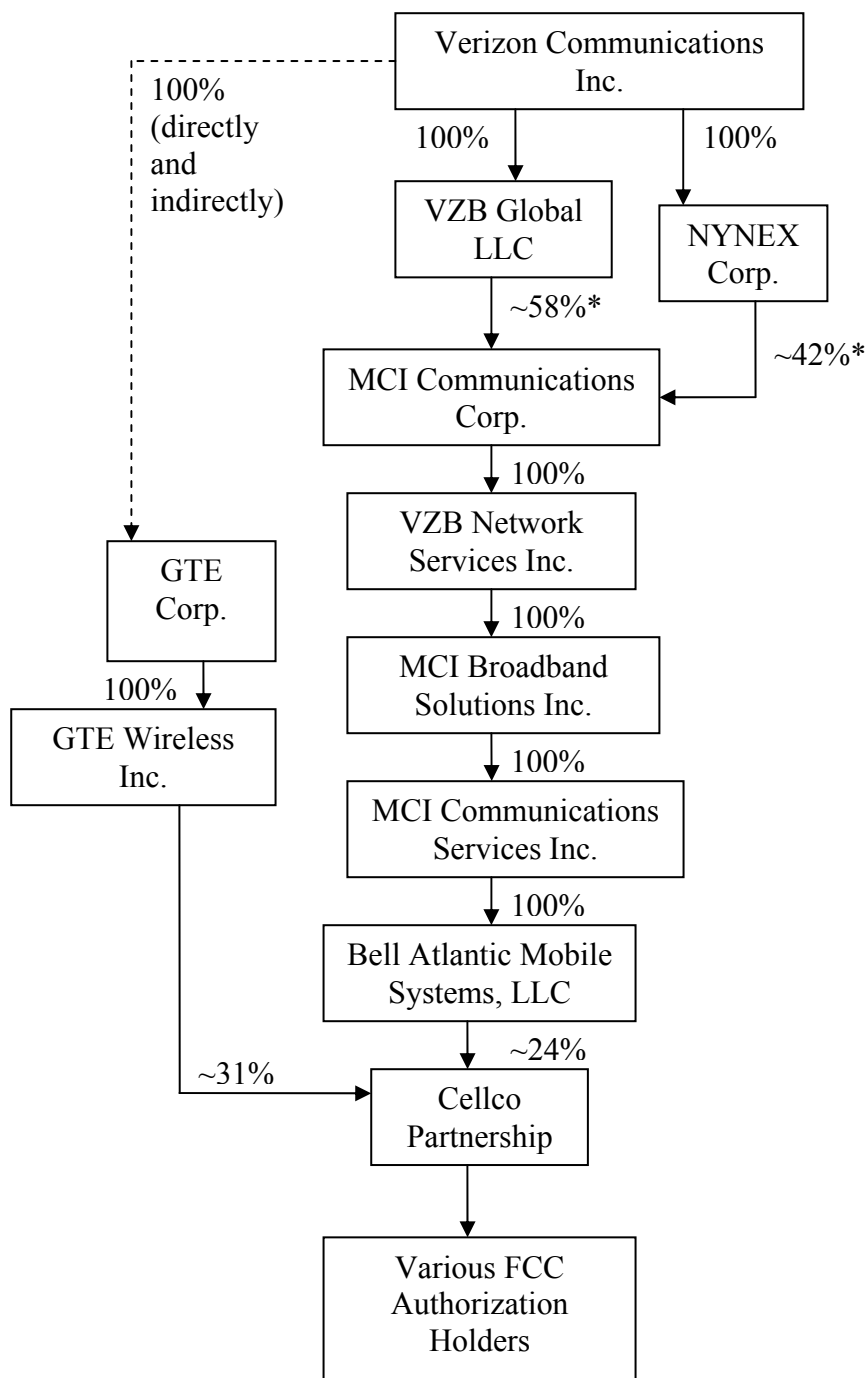 Verizon Communications
Inc.
100%
(directly
and
indirectly)
100%
100%
VZB Global
LLC
NYNEX
Corp.
~58%*
~42%*
MCI Communications
Corp.
100%
VZB Network
Services Inc.
GTE
Corp.
100%
100%
MCI Broadband
Solutions Inc.
GTE Wireless
Inc.
100%
MCI Communications
Services Inc.
100%
Bell Atlantic Mobile
Systems, LLC
~24%
~31%
Cellco
Partnership
Various FCC
Authorization
Holders